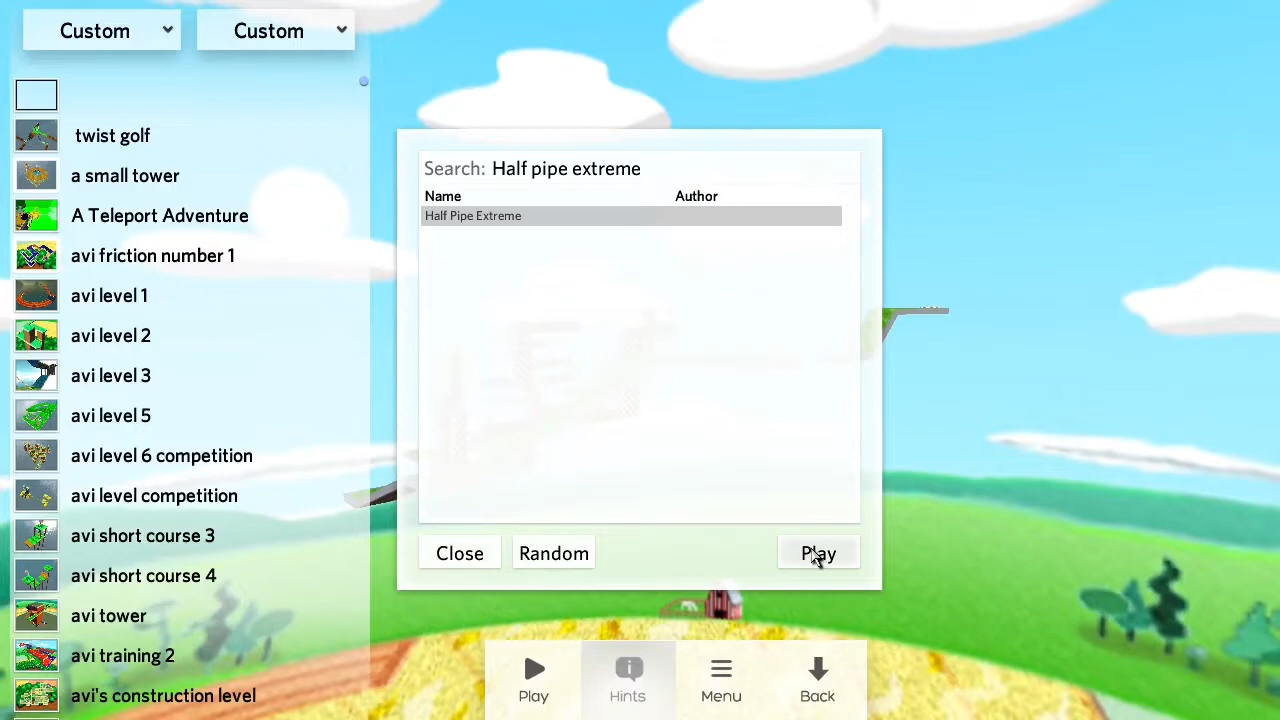 Custom
Custom
twist golf
a small tower
A Teleport Adventure
avi friction number 1
avi level 1
avi level 2
avi level 3
avi level 5
avi level 6 competition
avi level competition
avi short course 3
avi short course 4
avi tower
avi training 2
avi's construction level
Search: Half pipe extreme
Name Author
Half Pipe Extreme
Close Random Play
Play Hints Menu Back